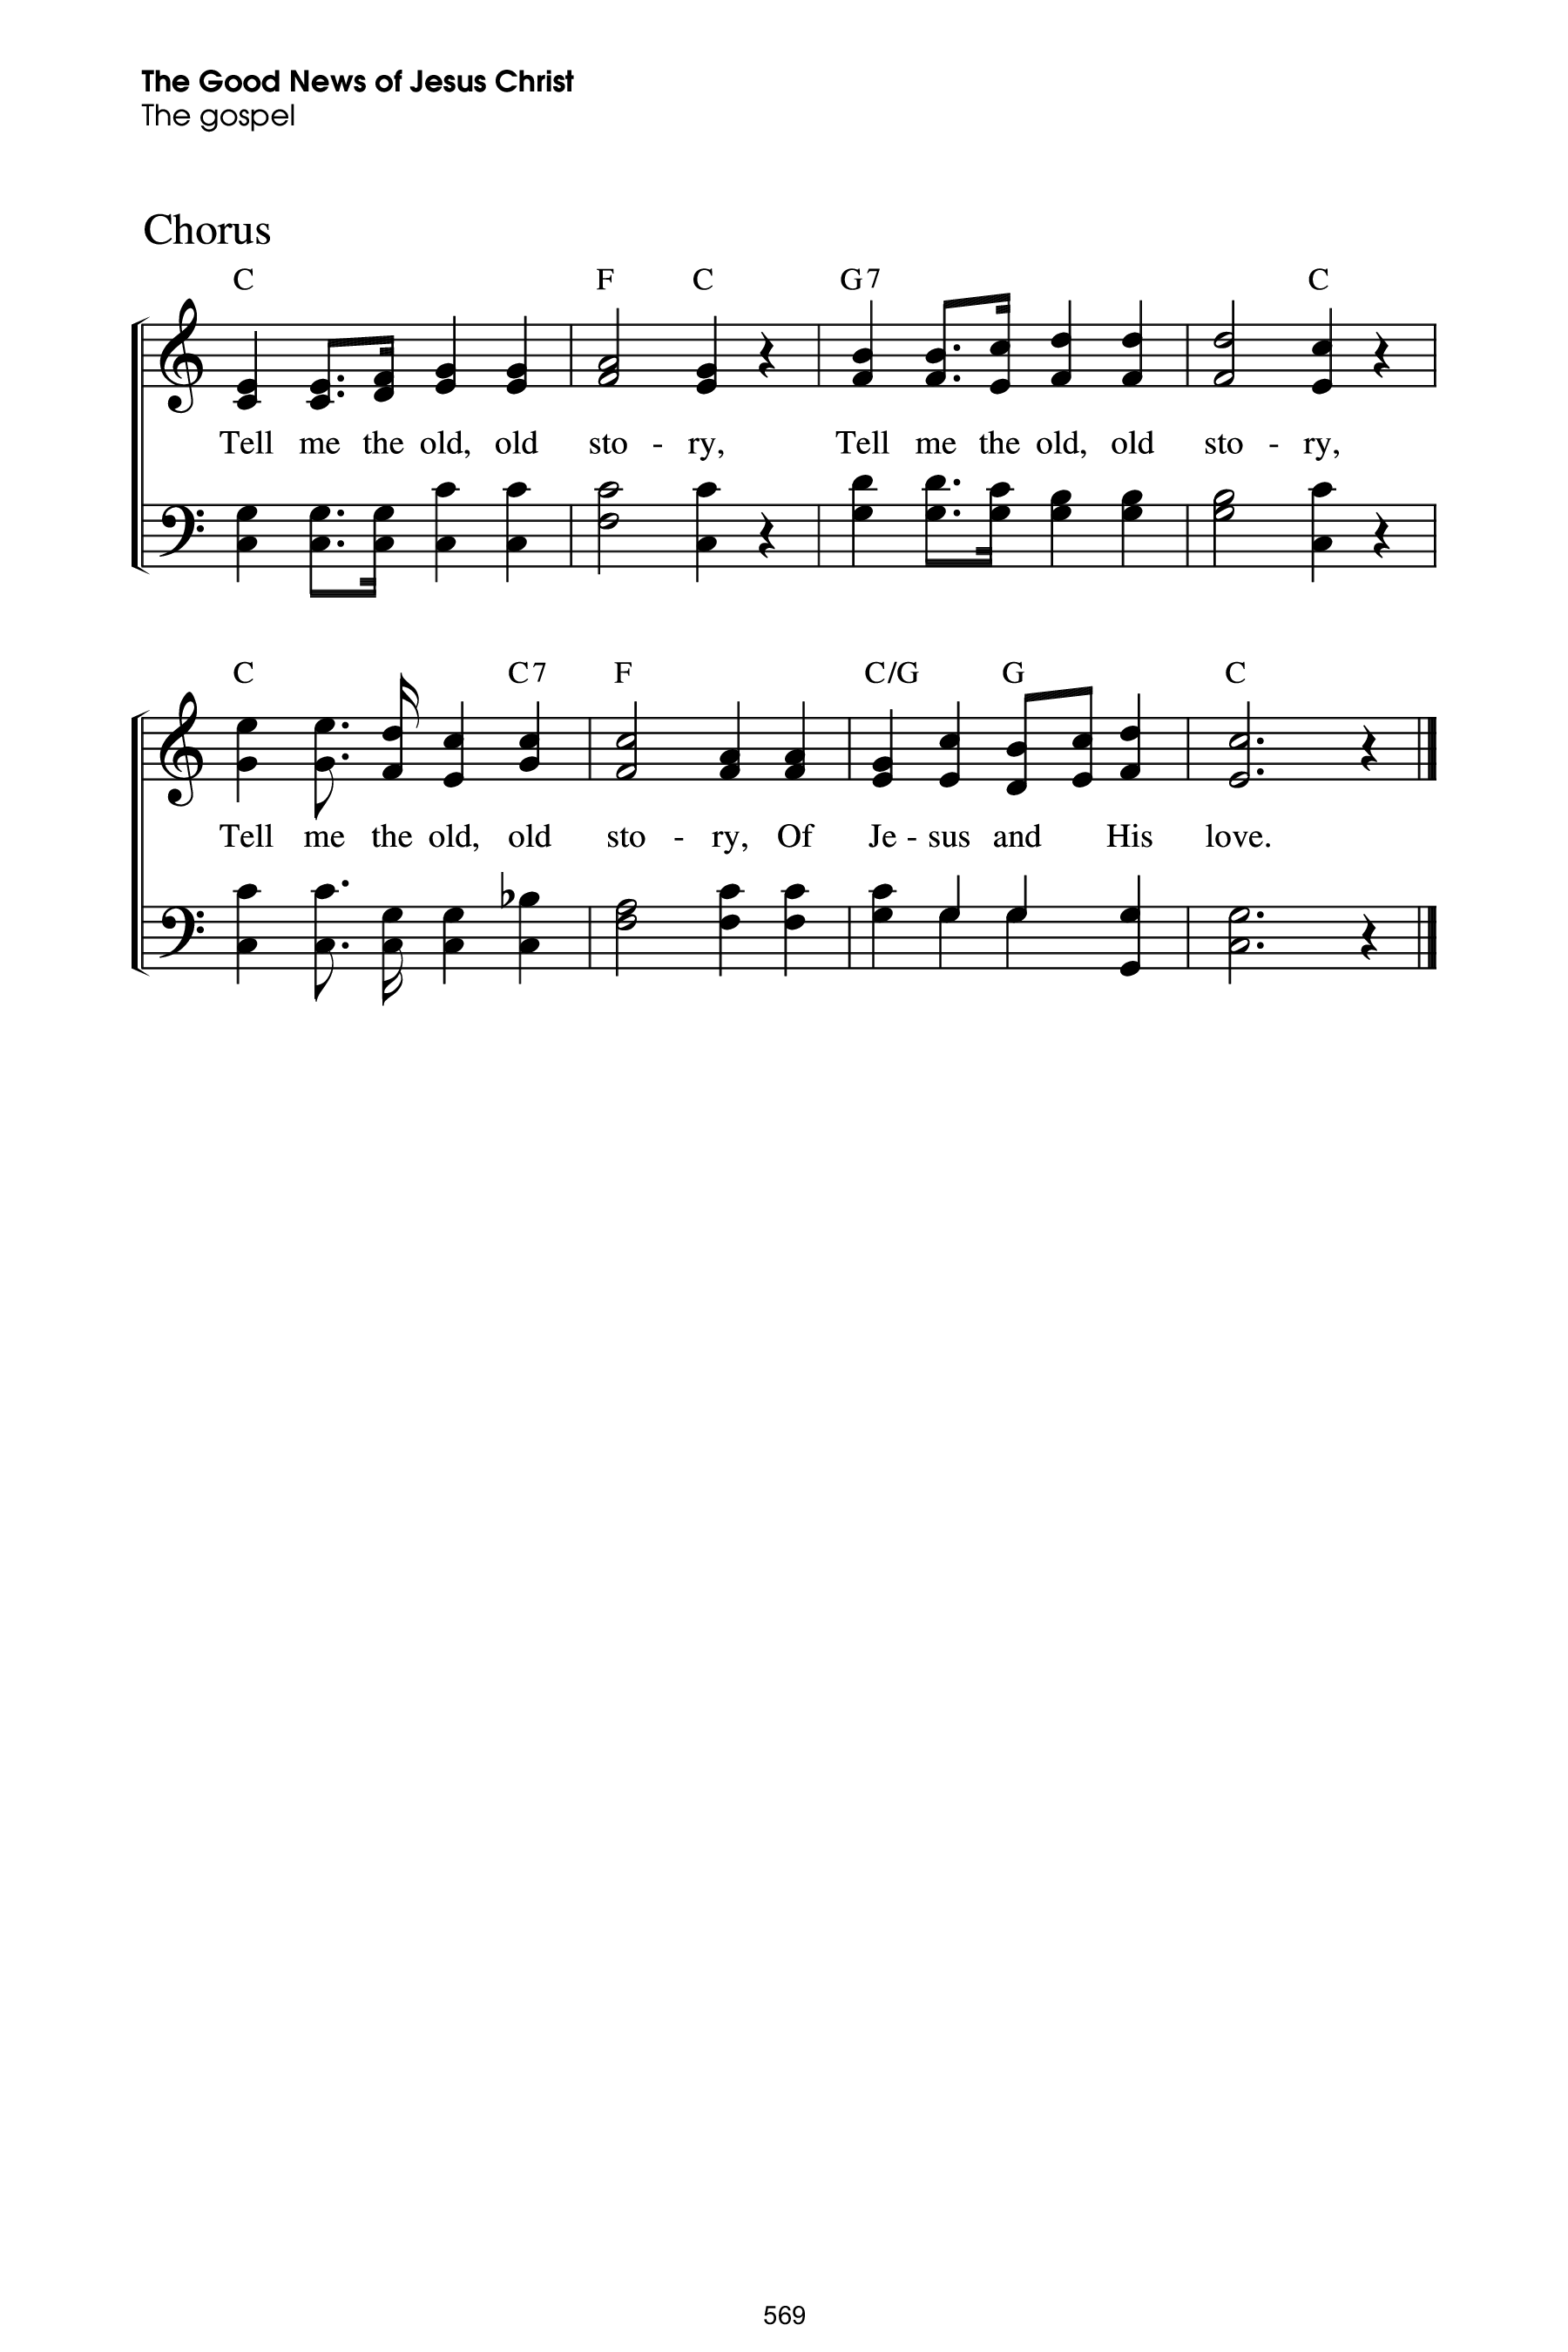 The Good News of Jesus Christ
The gospel
Chorus
C F C G7 C
Tell me the old, old sto - ry, Tell me the old, old sto - ry,
C C7 F C/G G C
Tell me the old, old sto - ry, Of Je - sus and His love.
569